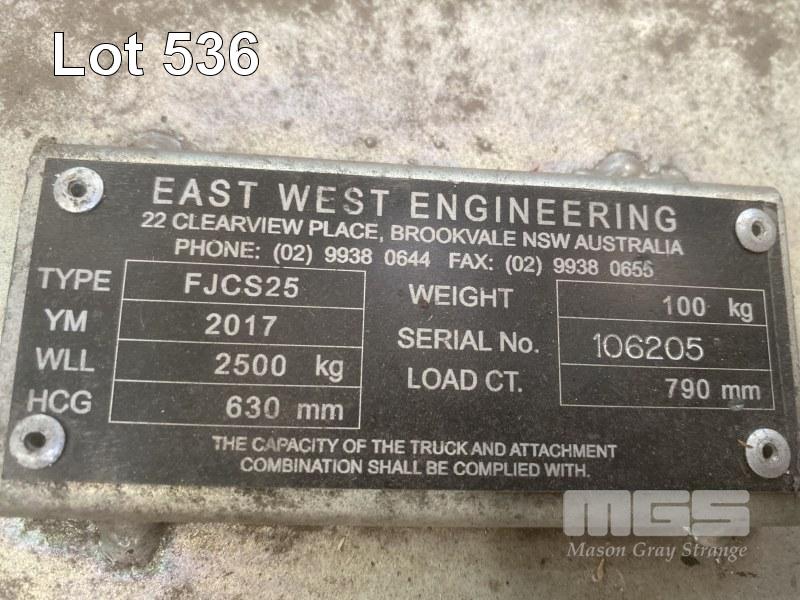 Lot 536
EAST WEST ENGINEERING
22 CLEARVIEW PLACE, BROOKVALE NSW AUSTRALIA
PHONE: (02) 9938 0644 FAX: (02) 9938 0655
TYPE FJCS25 WEIGHT 100 kg
YM 2017 SERIAL No. 106205
WLL 2500 kg LOAD CT. 790 mm
HCG 630 mm
THE CAPACITY OF THE TRUCK AND ATTACHMENT
COMBINATION SHALL BE COMPLIED WITH.
MGS
Mason Gray Strange